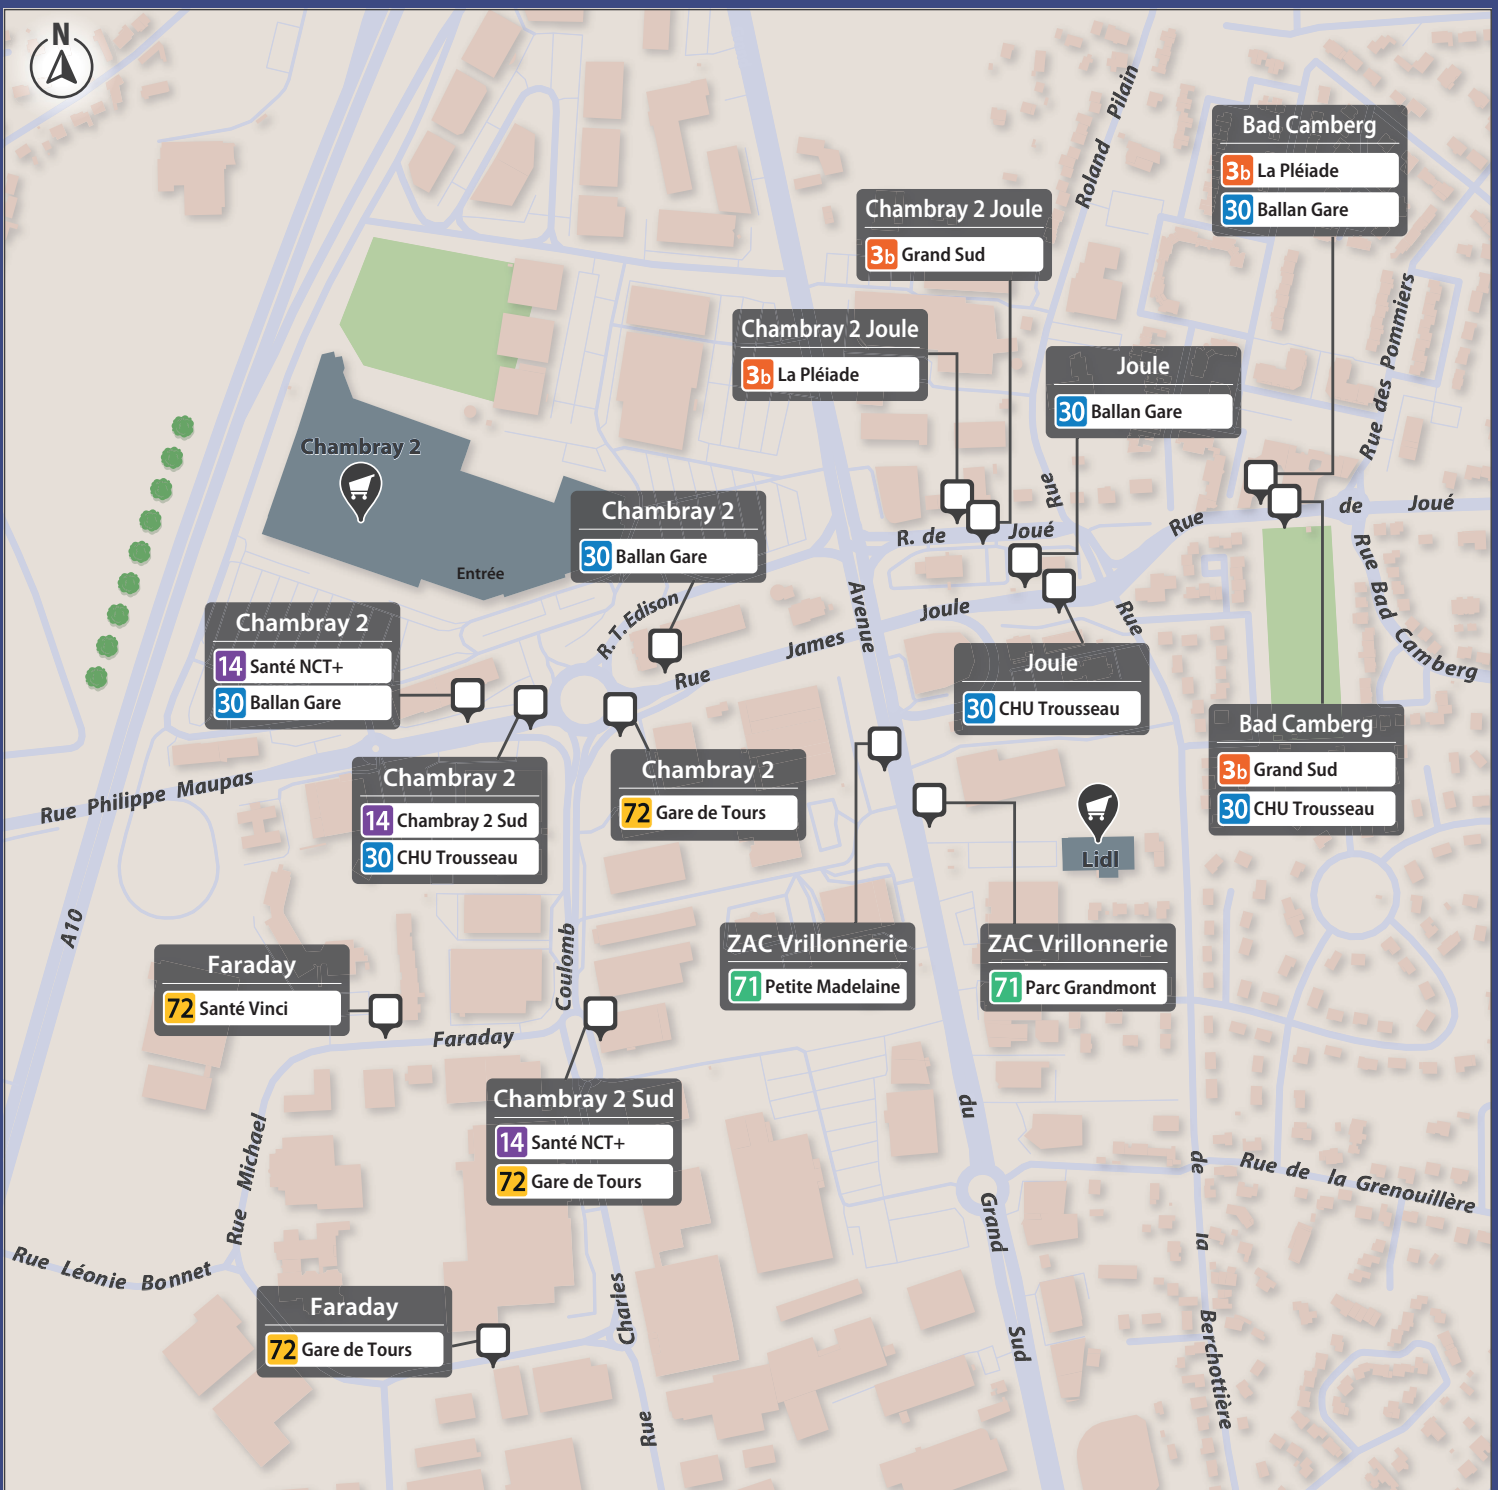 N
Roland Pilain
Bad Camberg
3b La Pléiade
30 Ballan Gare
Chambray 2 Joule
3b Grand Sud
Chambray 2 Joule
3b La Pléiade
Joule
30 Ballan Gare
Rue des Pommiers
Chambray 2
Rue
R. de Joué
Rue de Joué
Chambray 2
30 Ballan Gare
Entrée
R. T. Edison
Avenue
Rue James Joule
Rue
Rue Bad Camberg
Chambray 2
14 Santé NCT+
30 Ballan Gare
Joule
30 CHU Trousseau
Rue Philippe Maupas
Chambray 2
14 Chambray 2 Sud
30 CHU Trousseau
Chambray 2
72 Gare de Tours
Bad Camberg
3b Grand Sud
30 CHU Trousseau
Lidl
A10
Coulomb
ZAC Vrillonnerie
71 Petite Madelaine
ZAC Vrillonnerie
71 Parc Grandmont
Faraday
72 Santé Vinci
Faraday
Chambray 2 Sud
14 Santé NCT+
72 Gare de Tours
du
Rue Michael
de
Rue de la Grenouillère
Grand
la
Rue Léonie Bonnet
Faraday
72 Gare de Tours
Charles
Sud
Berchottière
Rue